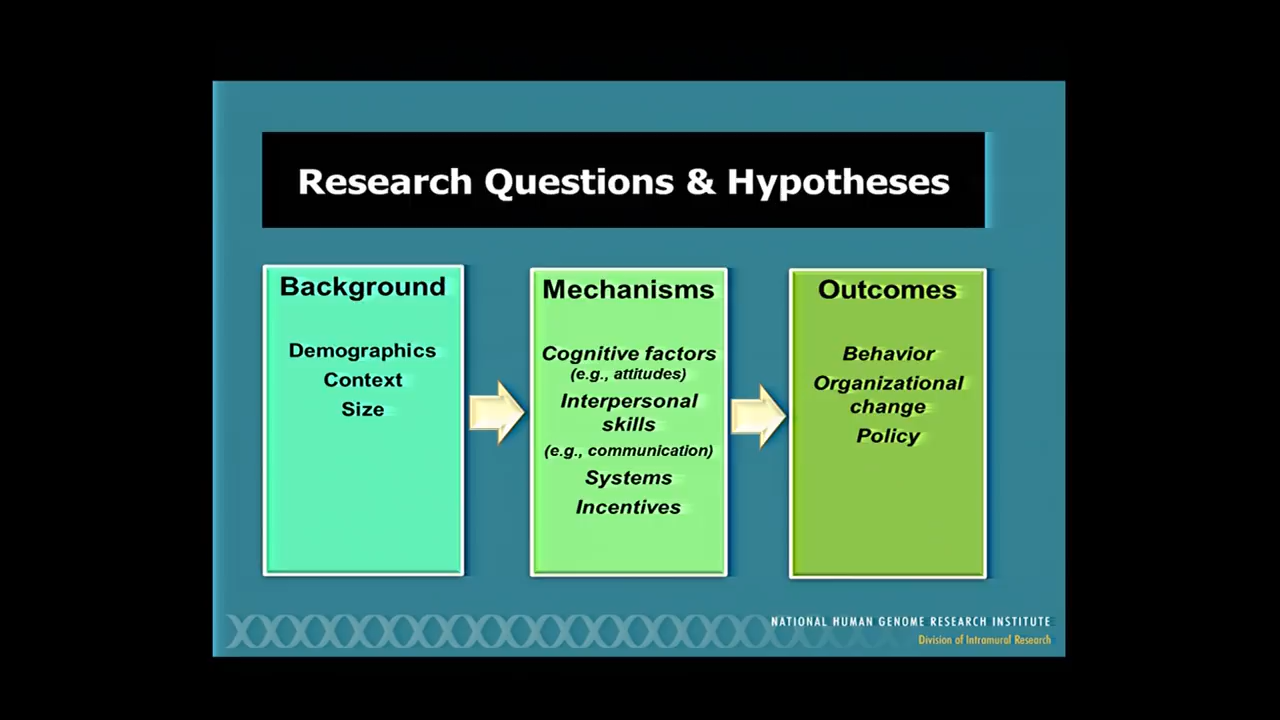 Research Questions & Hypotheses
Background
Demographics
Context
Size
Mechanisms
Cognitive factors
(e.g., attitudes)
Interpersonal
skills
(e.g., communication)
Systems
Incentives
Outcomes
Behavior
Organizational
change
Policy
NATIONAL HUMAN GENOME RESEARCH INSTITUTE
Division of Intramural Research